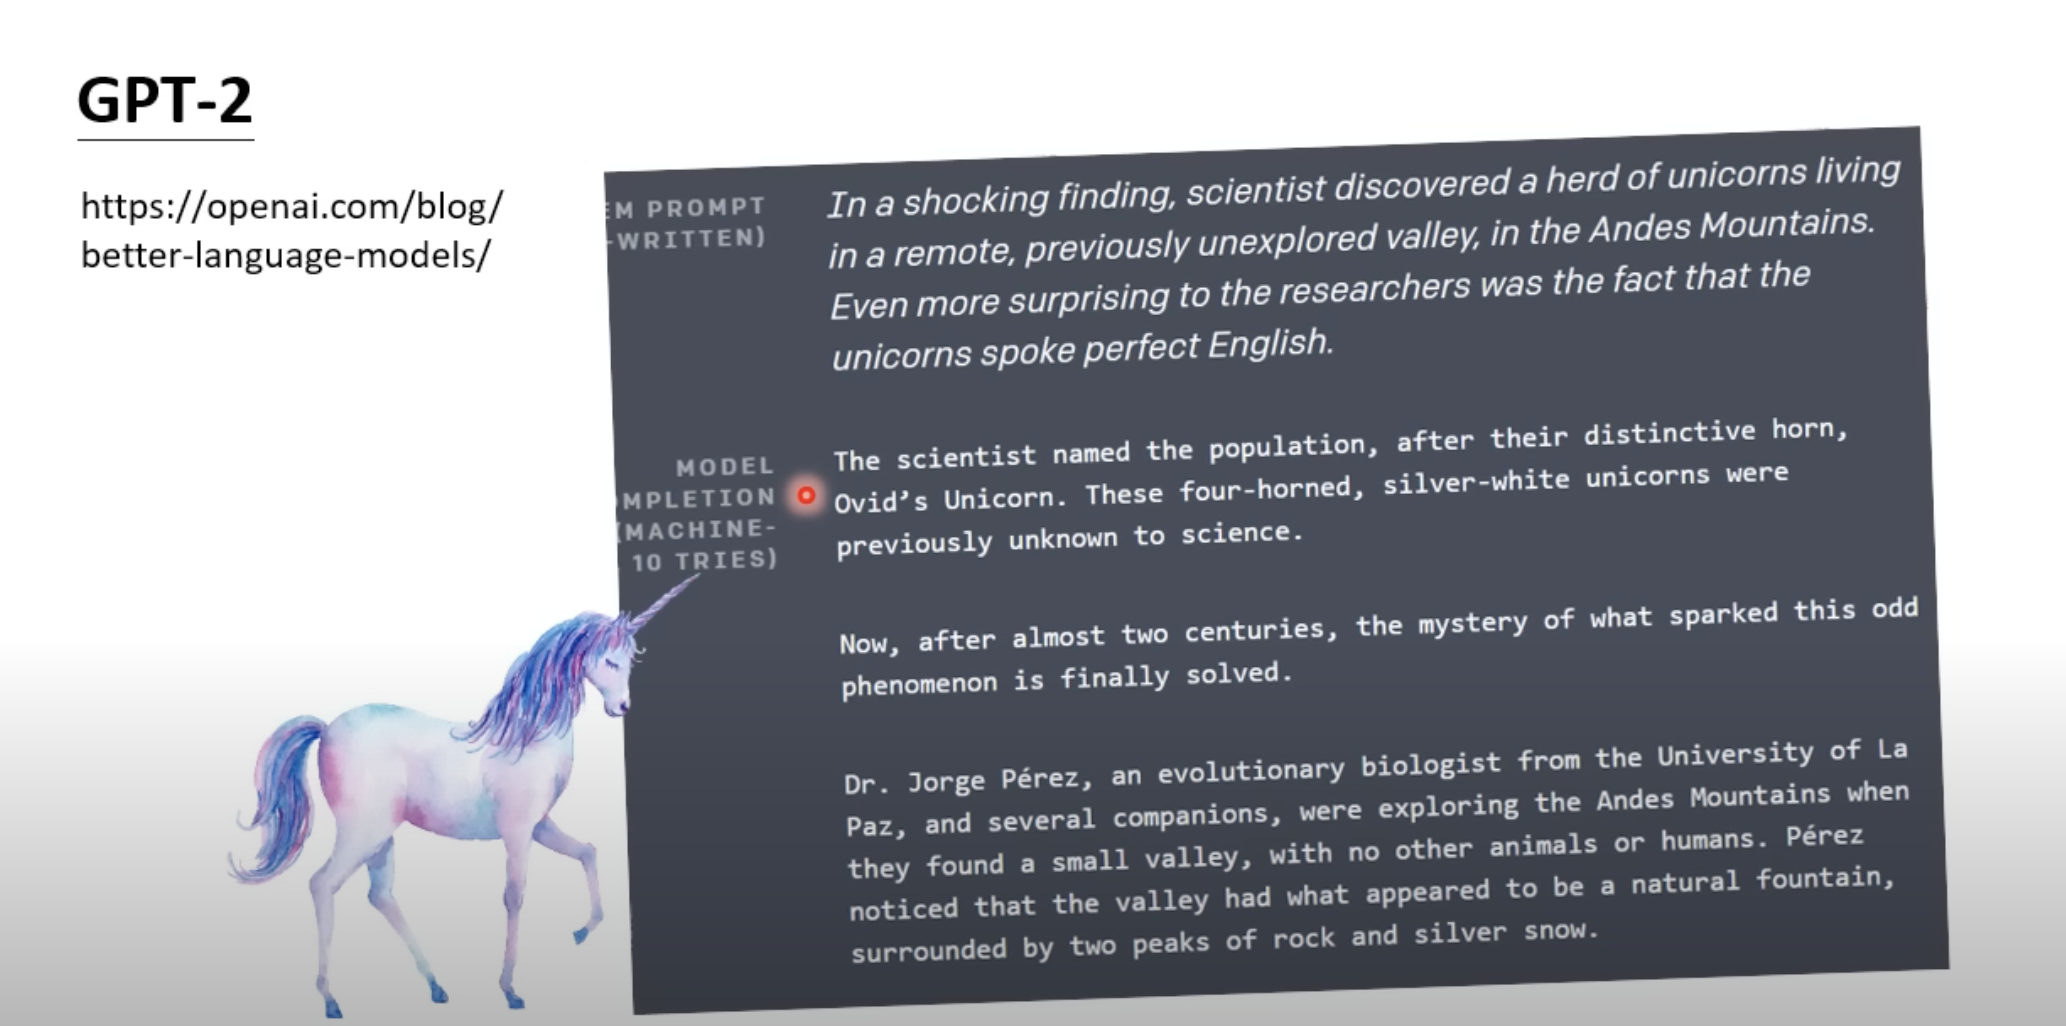 GPT-2
https://openai.com/blog/
better-language-models/
EM PROMPT
-WRITTEN)
In a shocking finding, scientist discovered a herd of unicorns living
in a remote, previously unexplored valley, in the Andes Mountains.
Even more surprising to the researchers was the fact that the
unicorns spoke perfect English.
MODEL
MPLETION
(MACHINE-
10 TRIES)
The scientist named the population, after their distinctive horn,
Ovid’s Unicorn. These four-horned, silver-white unicorns were
previously unknown to science.
Now, after almost two centuries, the mystery of what sparked this odd
phenomenon is finally solved.
Dr. Jorge Pérez, an evolutionary biologist from the University of La
Paz, and several companions, were exploring the Andes Mountains when
they found a small valley, with no other animals or humans. Pérez
noticed that the valley had what appeared to be a natural fountain,
surrounded by two peaks of rock and silver snow.